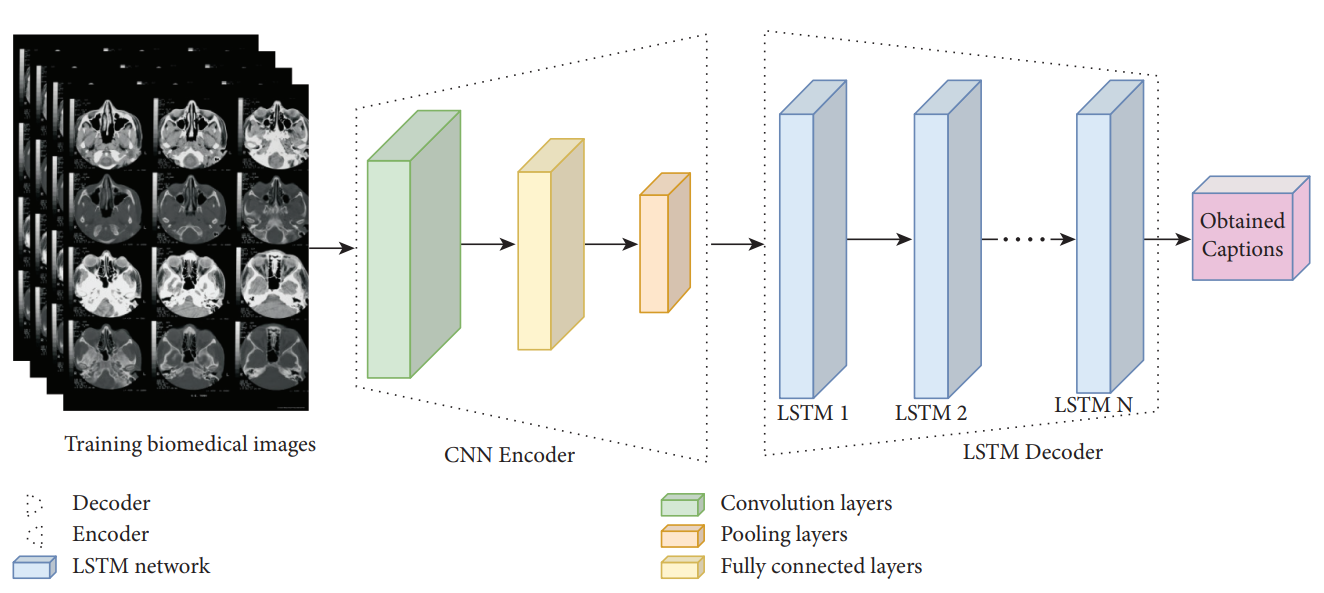 Obtained
Captions
LSTM 1
LSTM 2
LSTM N
Training biomedical images
CNN Encoder
LSTM Decoder
Decoder
Encoder
LSTM network
Convolution layers
Pooling layers
Fully connected layers